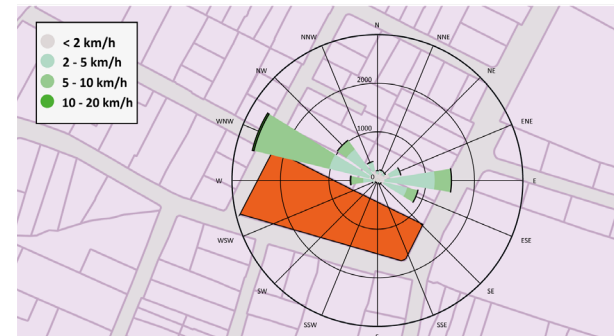 < 2 km/h
2 - 5 km/h
5 - 10 km/h
10 - 20 km/h
N
NNW
NNE
NW
NE
2000
WNW
ENE
1000
0
W
E
WSW
ESE
SW
SE
SSW
SSE